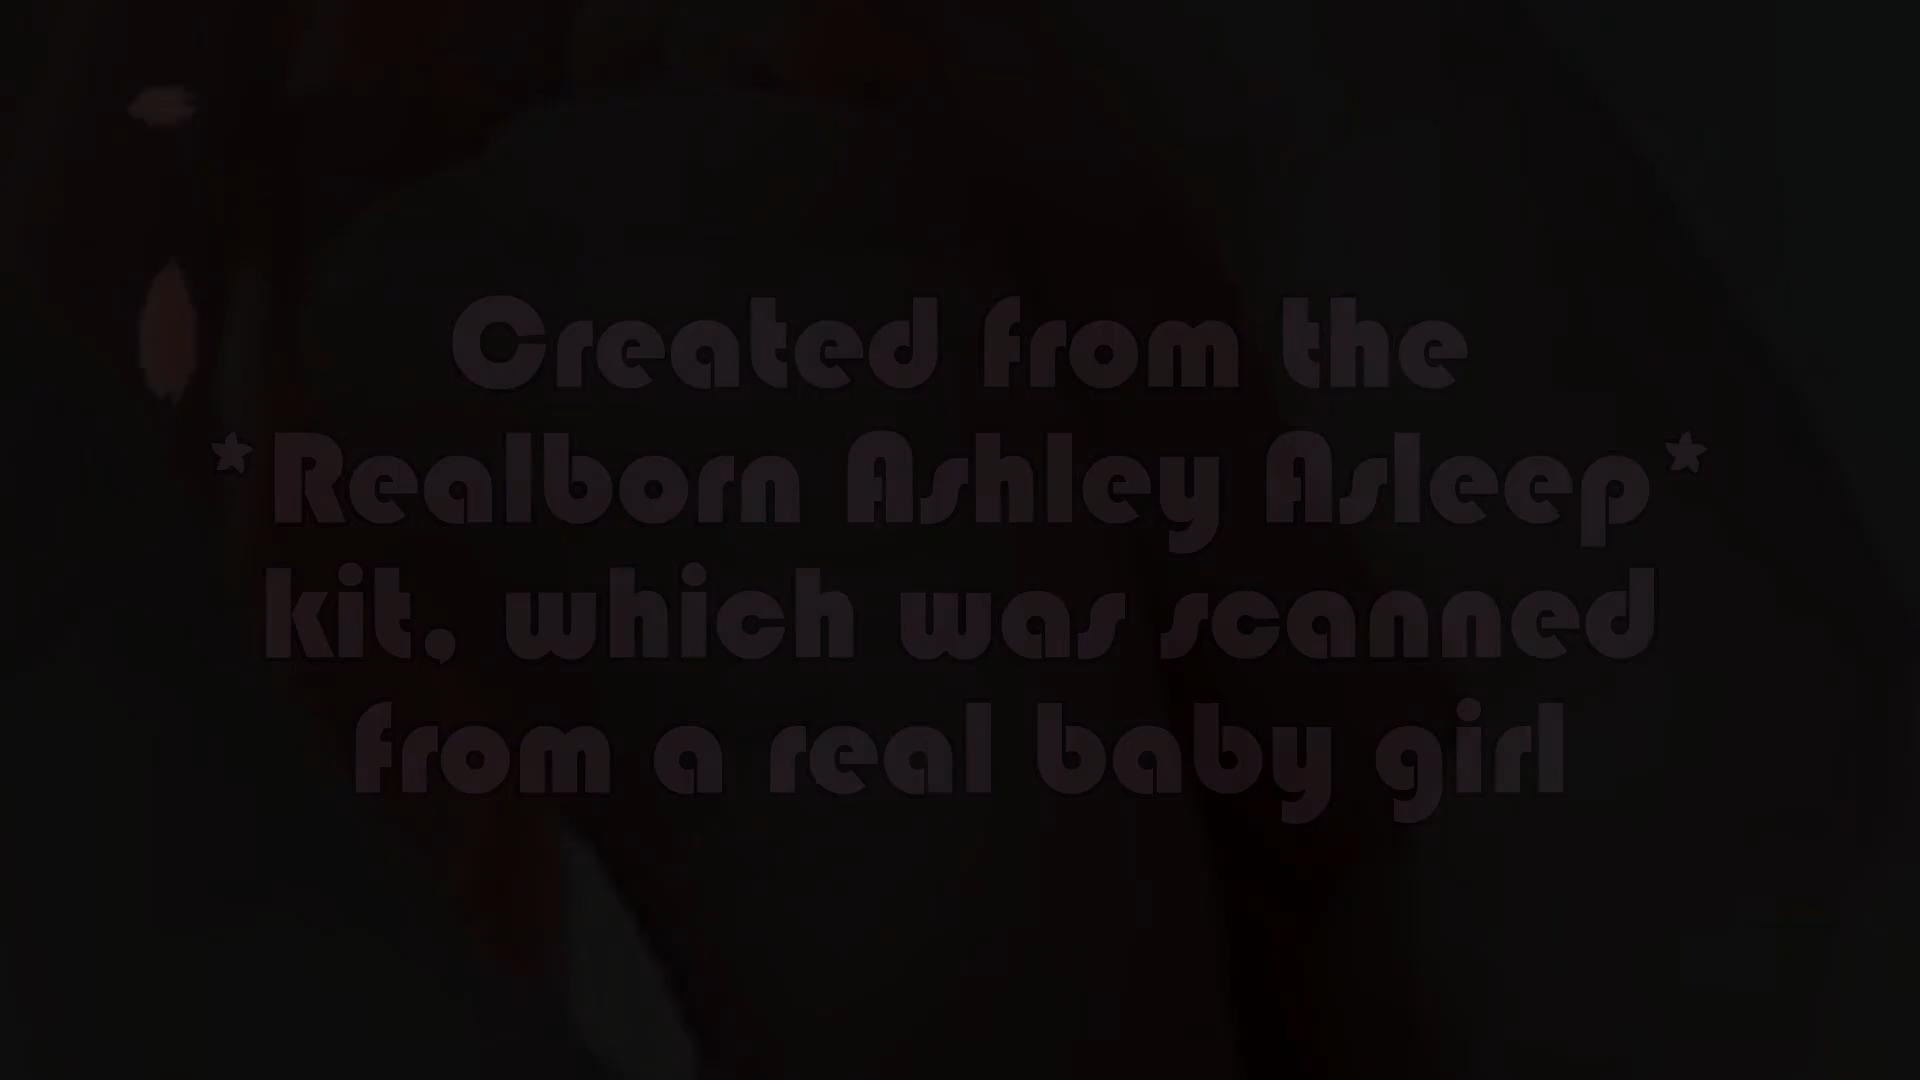 Created from the
*Realborn Ashley Asleep*
kit, which was scanned
from a real baby girl